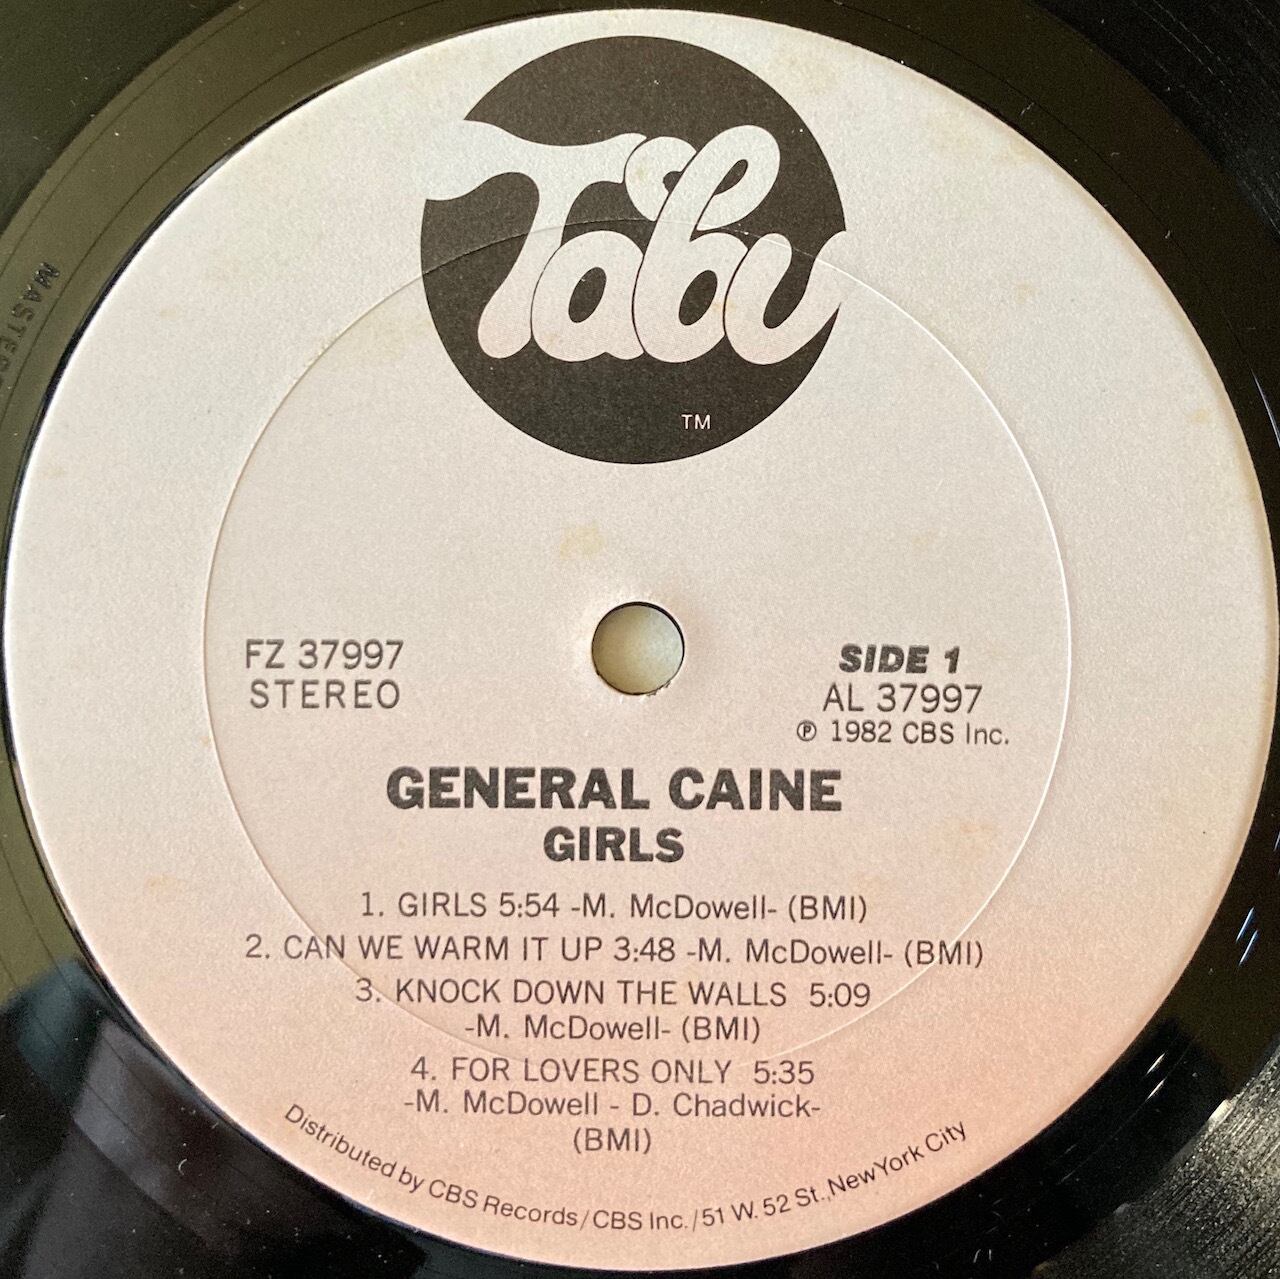 Tabu
TM
MASTER
FZ 37997
STEREO
SIDE 1
AL 37997
℗ 1982 CBS Inc.
GENERAL CAINE
GIRLS
1. GIRLS 5:54 -M. McDowell- (BMI)
2. CAN WE WARM IT UP 3:48 -M. McDowell- (BMI)
3. KNOCK DOWN THE WALLS 5:09
-M. McDowell- (BMI)
4. FOR LOVERS ONLY 5:35
-M. McDowell - D. Chadwick-
(BMI)
Distributed by CBS Records/CBS Inc./51 W. 52 St., New York City